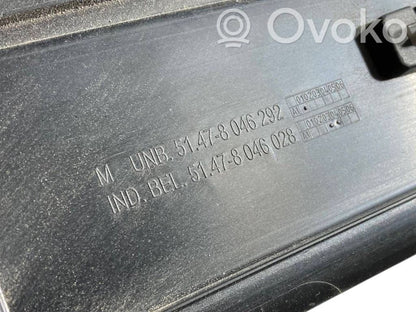 Ovoko
M UNB. 51.47-8 046 292
IND. BEL. 51.47-8 046 028